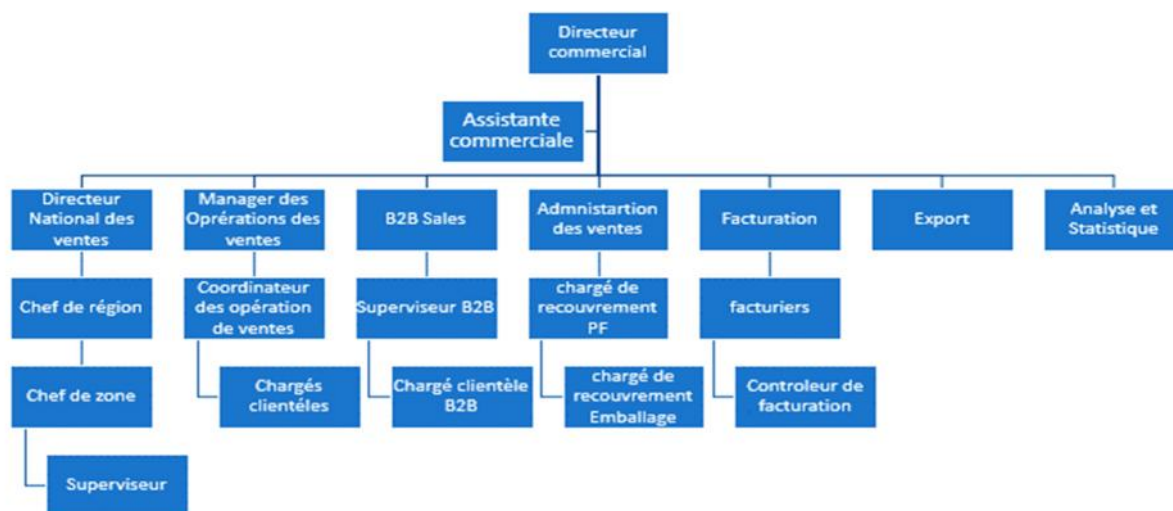 Directeur
commercial
Assistante
commerciale
Directeur
National des
ventes
Manager des
Oprérations des
ventes
B2B Sales
Admnistartion
des ventes
Facturation
Export
Analyse et
Statistique
Chef de région
Coordinateur
des opération
de ventes
Superviseur B2B
chargé de
recouvrement
PF
facturiers
Chef de zone
Chargés
clientéles
Chargé clientèle
B2B
chargé de
recouvrement
Emballage
Controleur de
facturation
Superviseur